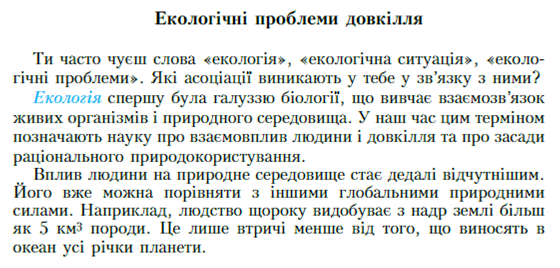 Екологічні проблеми довкілля
Ти часто чуєш слова «екологія», «екологічна ситуація», «еколо-
гічні проблеми». Які асоціації виникають у тебе у зв’язку з ними?
Екологія спершу була галуззю біології, що вивчає взаємозв’язок
живих організмів і природного середовища. У наш час цим терміном
позначають науку про взаємовплив людини і довкілля та про засади
раціонального природокористування.
Вплив людини на природне середовище стає дедалі відчутнішим.
Його вже можна порівняти з іншими глобальними природними
силами. Наприклад, людство щороку видобуває з надр землі більш
як 5 км³ породи. Це лише втричі менше від того, що виносять в
океан усі річки планети.